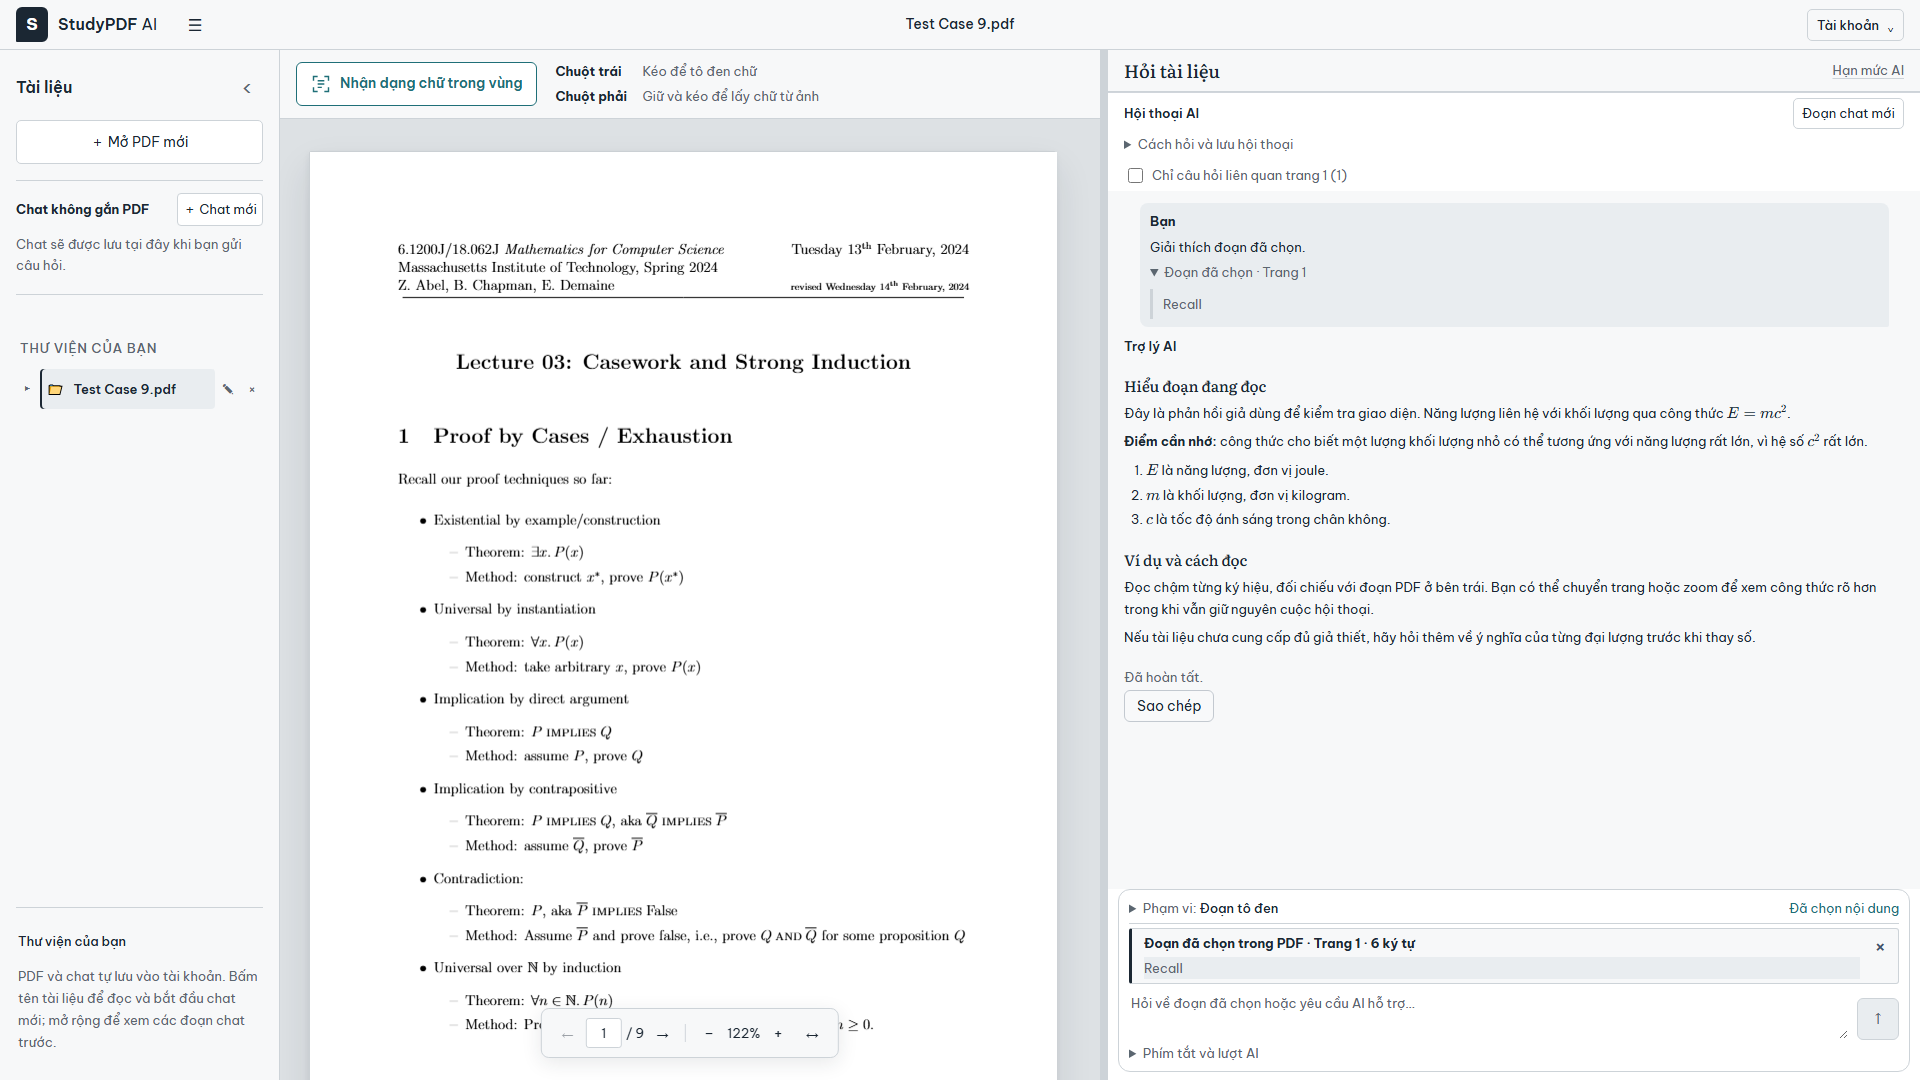 S StudyPDF AI ☰
Test Case 9.pdf
Tài khoản
Tài liệu
+ Mở PDF mới
Chat không gắn PDF
+ Chat mới
Chat sẽ được lưu tại đây khi bạn gửi
câu hỏi.
THƯ VIỆN CỦA BẠN
Test Case 9.pdf
Thư viện của bạn
PDF và chat tự lưu vào tài khoản. Bấm
tên tài liệu để đọc và bắt đầu chat
mới; mở rộng để xem các đoạn chat
trước.
Nhận dạng chữ trong vùng
Chuột trái Kéo để tô đen chữ
Chuột phải Giữ và kéo để lấy chữ từ ảnh
6.1200J/18.062J Mathematics for Computer Science Tuesday 13th February, 2024
Massachusetts Institute of Technology, Spring 2024
Z. Abel, B. Chapman, E. Demaine revised Wednesday 14th February, 2024
Lecture 03: Casework and Strong Induction
1 Proof by Cases / Exhaustion
Recall our proof techniques so far:
• Existential by example/construction
– Theorem: ∃x. P(x)
– Method: construct x*, prove P(x*)
• Universal by instantiation
– Theorem: ∀x. P(x)
– Method: take arbitrary x, prove P(x)
• Implication by direct argument
– Theorem: P IMPLIES Q
– Method: assume P, prove Q
• Implication by contrapositive
– Theorem: P IMPLIES Q, aka Q̅ IMPLIES P̅
– Method: assume Q̅, prove P̅
• Contradiction:
– Theorem: P, aka P̅ IMPLIES False
– Method: Assume P̅ and prove false, i.e., prove Q AND Q̅ for some proposition Q
• Universal over ℕ by induction
– Theorem: ∀n ∈ ℕ. P(n)
– Method: Pr n ≥ 0.
← 1 / 9 → − 122% + ↔
Hỏi tài liệu
Hạn mức AI
Hội thoại AI
Đoạn chat mới
▶ Cách hỏi và lưu hội thoại
Chỉ câu hỏi liên quan trang 1 (1)
Bạn
Giải thích đoạn đã chọn.
▼ Đoạn đã chọn · Trang 1
Recall
Trợ lý AI
Hiểu đoạn đang đọc
Đây là phản hồi giả dùng để kiểm tra giao diện. Năng lượng liên hệ với khối lượng qua công thức E = mc².
Điểm cần nhớ: công thức cho biết một lượng khối lượng nhỏ có thể tương ứng với năng lượng rất lớn, vì hệ số c² rất lớn.
1. E là năng lượng, đơn vị joule.
2. m là khối lượng, đơn vị kilogram.
3. c là tốc độ ánh sáng trong chân không.
Ví dụ và cách đọc
Đọc chậm từng ký hiệu, đối chiếu với đoạn PDF ở bên trái. Bạn có thể chuyển trang hoặc zoom để xem công thức rõ hơn
trong khi vẫn giữ nguyên cuộc hội thoại.
Nếu tài liệu chưa cung cấp đủ giả thiết, hãy hỏi thêm về ý nghĩa của từng đại lượng trước khi thay số.
Đã hoàn tất.
Sao chép
▶ Phạm vi: Đoạn tô đen
Đã chọn nội dung
Đoạn đã chọn trong PDF · Trang 1 · 6 ký tự ×
Recall
Hỏi về đoạn đã chọn hoặc yêu cầu AI hỗ trợ...
↑
▶ Phím tắt và lượt AI